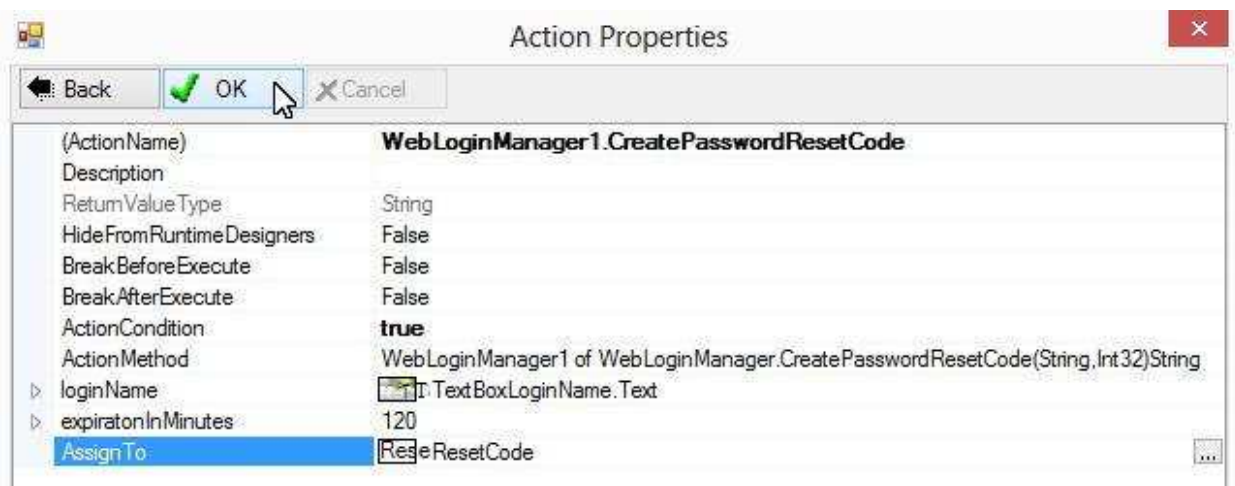 Action Properties
Back OK Cancel
(ActionName) WebLoginManager1.CreatePasswordResetCode
Description
ReturnValueType String
HideFromRuntimeDesigners False
BreakBeforeExecute False
BreakAfterExecute False
ActionCondition true
ActionMethod WebLoginManager1 of WebLoginManager.CreatePasswordResetCode(String,Int32)String
loginName T TextBoxLoginName.Text
expiratonInMinutes 120
AssignTo Rese ResetCode ...